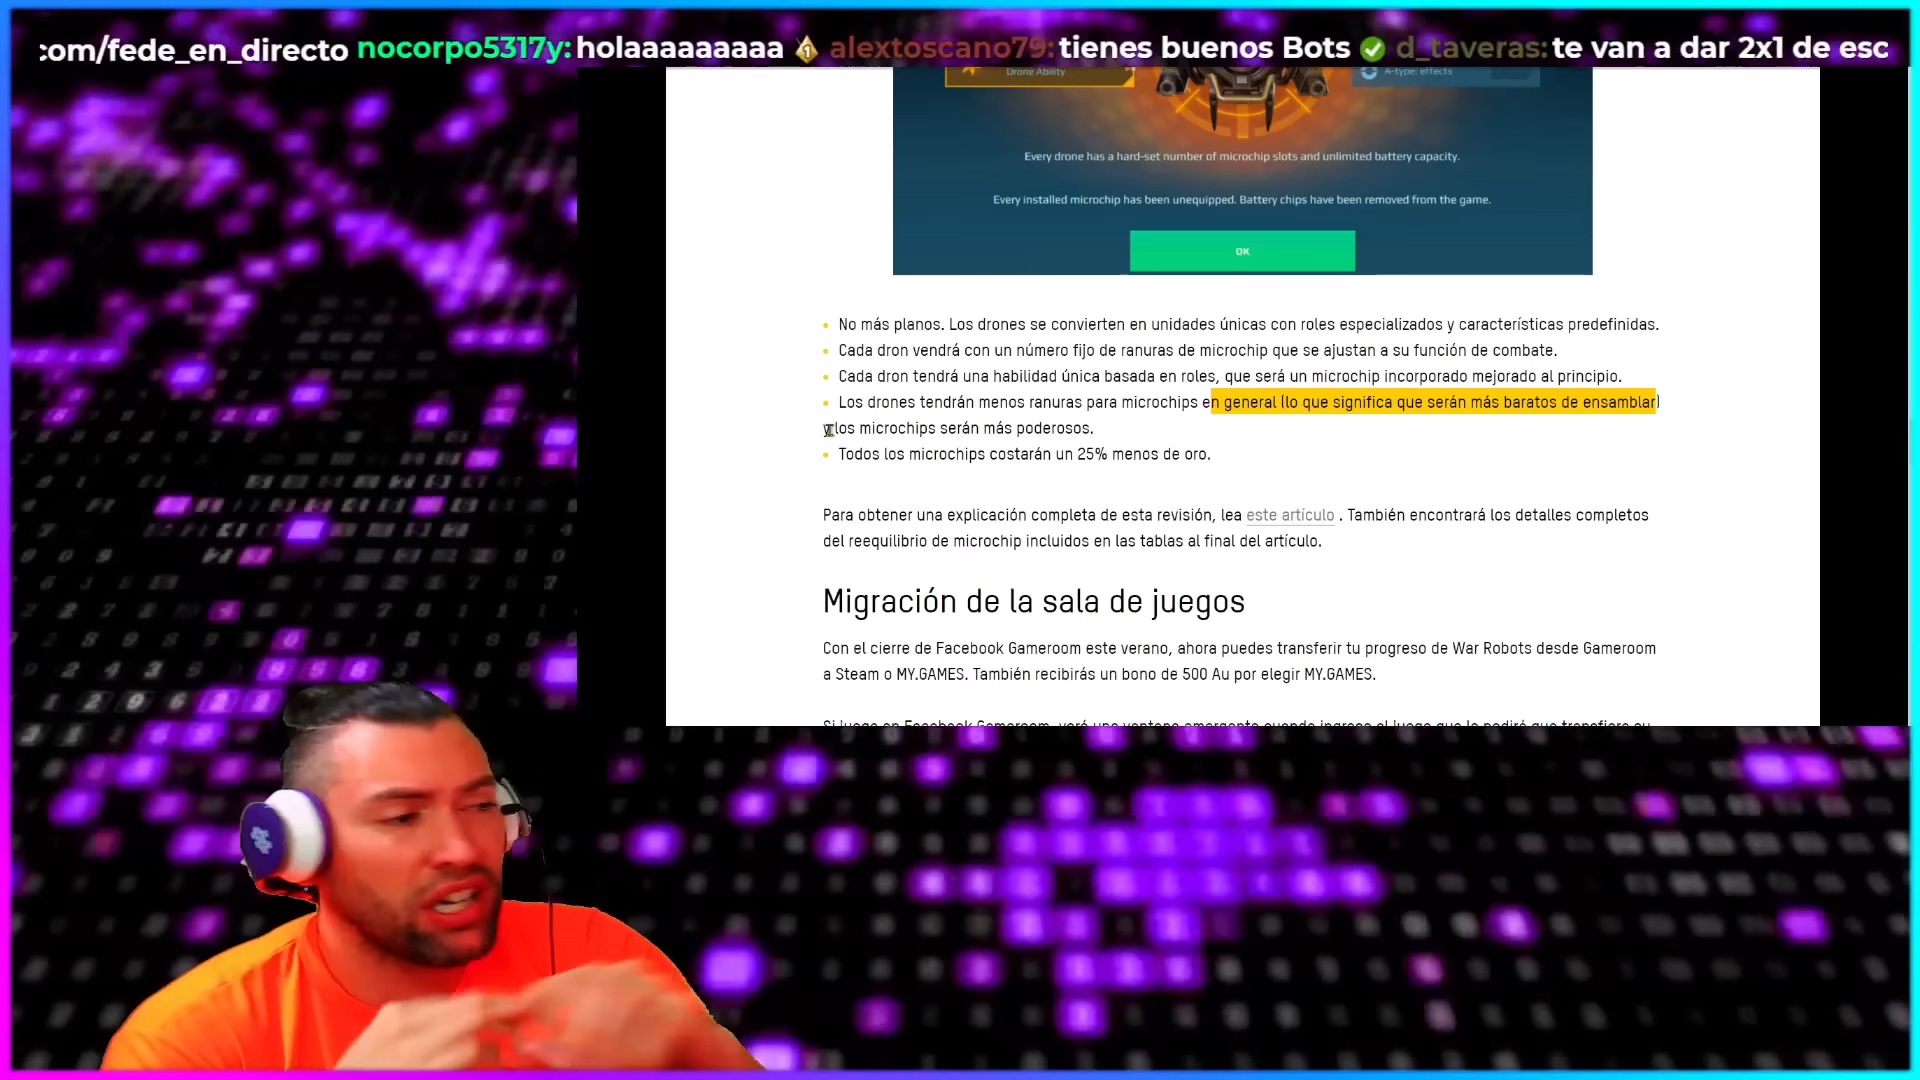 :com/fede_en_directo nocorpo5317y: holaaaaaaaaa 1 alextoscano79: tienes buenos Bots d_taveras: te van a dar 2x1 de esc
Drone Ability
A-type: effects
Every drone has a hard-set number of microchip slots and unlimited battery capacity.
Every installed microchip has been unequipped. Battery chips have been removed from the game.
OK
No más planos. Los drones se convierten en unidades únicas con roles especializados y características predefinidas.
Cada dron vendrá con un número fijo de ranuras de microchip que se ajustan a su función de combate.
Cada dron tendrá una habilidad única basada en roles, que será un microchip incorporado mejorado al principio.
Los drones tendrán menos ranuras para microchips en general (lo que significa que serán más baratos de ensamblar)
y los microchips serán más poderosos.
Todos los microchips costarán un 25% menos de oro.
Para obtener una explicación completa de esta revisión, lea este artículo . También encontrará los detalles completos
del reequilibrio de microchip incluidos en las tablas al final del artículo.
Migración de la sala de juegos
Con el cierre de Facebook Gameroom este verano, ahora puedes transferir tu progreso de War Robots desde Gameroom
a Steam o MY.GAMES. También recibirás un bono de 500 Au por elegir MY.GAMES.